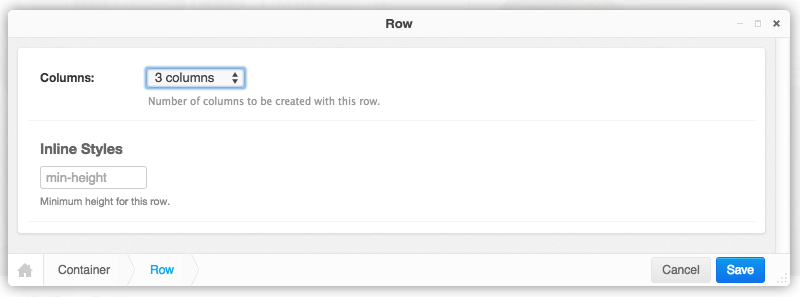 Row
Columns: 3 columns
Number of columns to be created with this row.
Inline Styles
min-height
Minimum height for this row.
Container Row Cancel Save